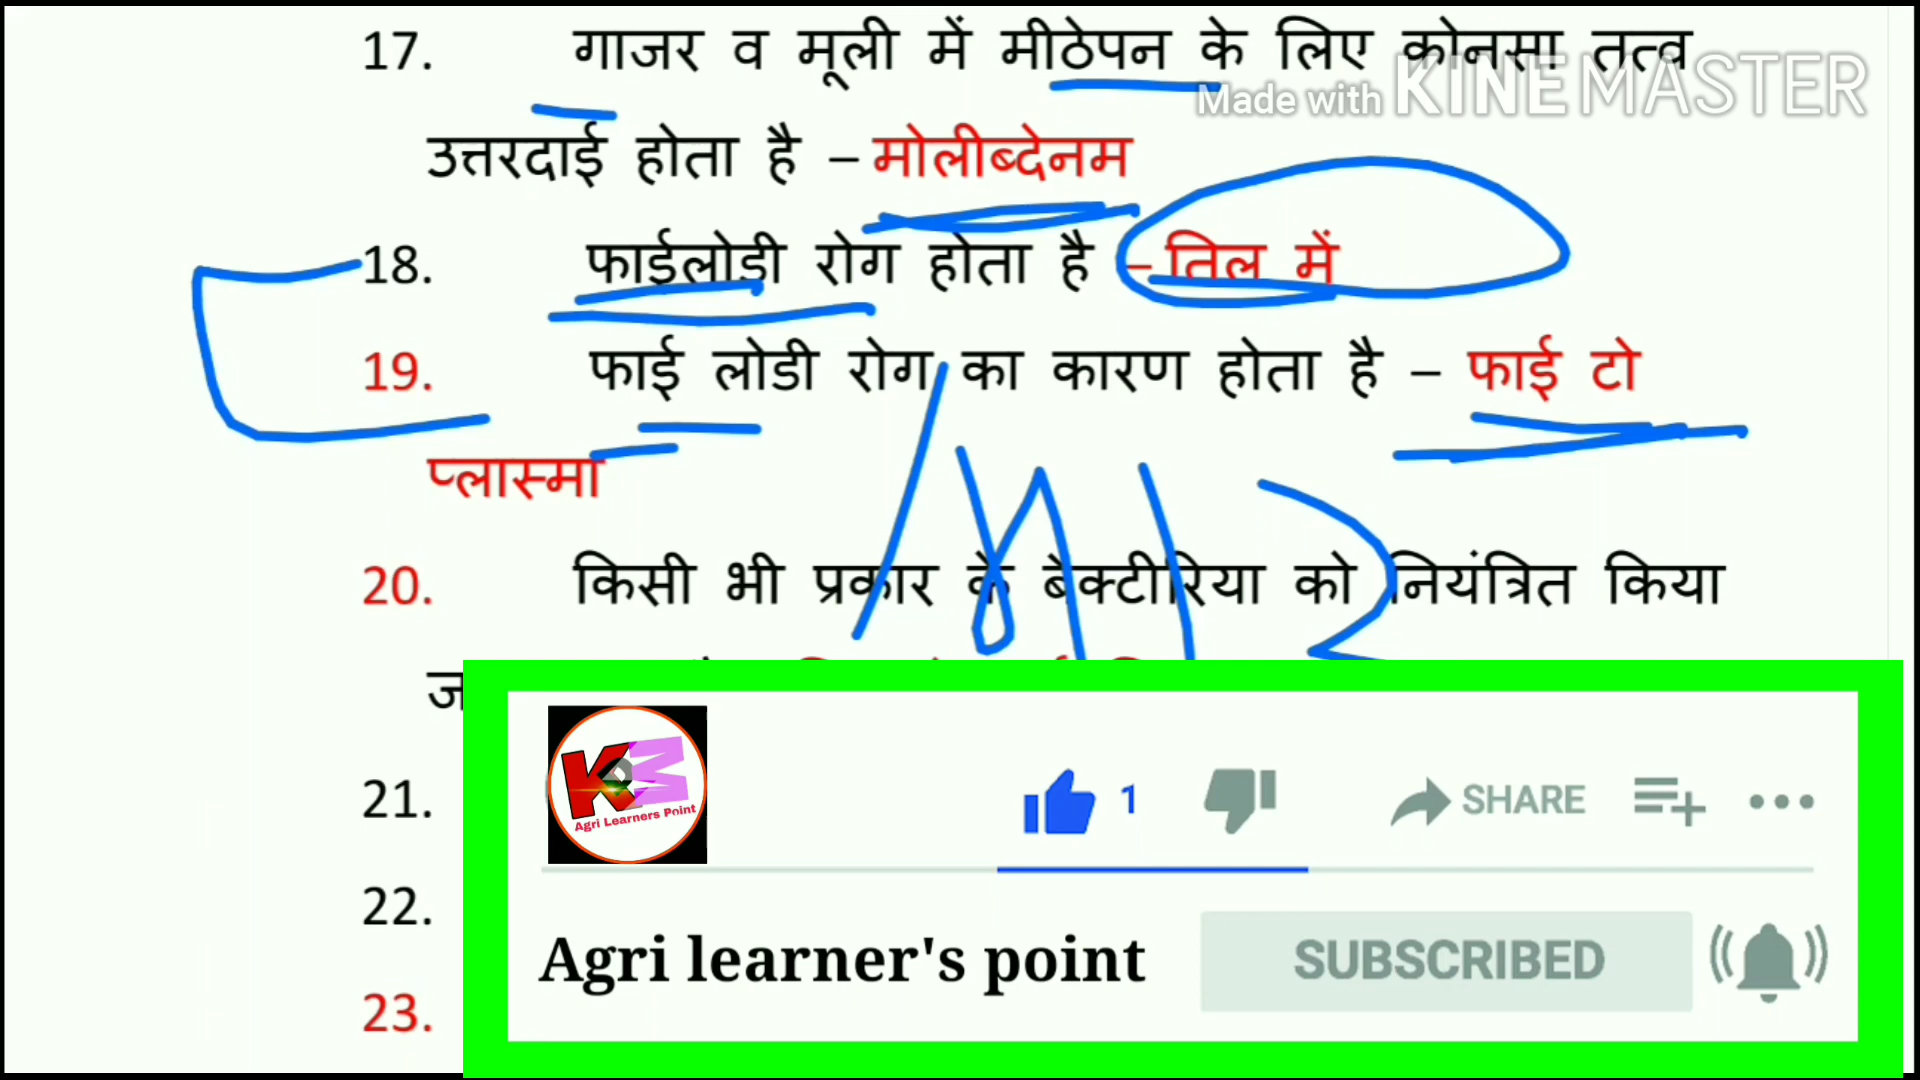 17. गाजर व मूली में मीठेपन के लिए कोनसा तत्व
Made with KINEMASTER
उत्तरदाई होता है – मोलीब्देनम
18. फाईलोडी रोग होता है – तिल में
19. फाई लोडी रोग का कारण होता है – फाई टो
प्लास्मा
20. किसी भी प्रकार के बेक्टीरिया को नियंत्रित किया
21.
22.
23.
KM
Agri Learners Point
1
SHARE
Agri learner's point
SUBSCRIBED